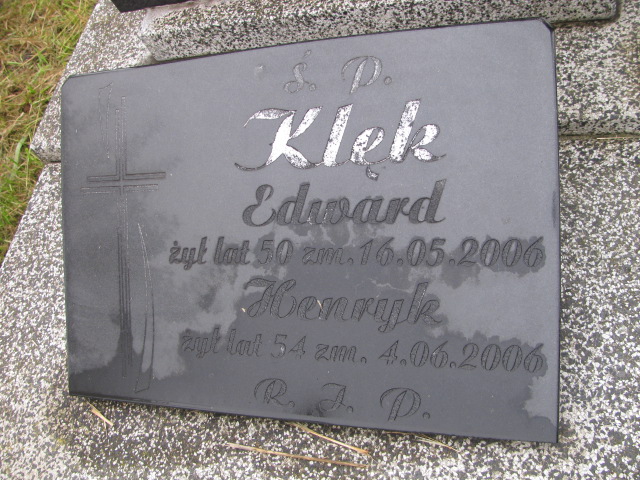 Ś. P.
Klęk
Edward
żył lat 50 zm. 16.05.2006
Henryk
żył lat 54 zm. 4.06.2006
R. I. P.